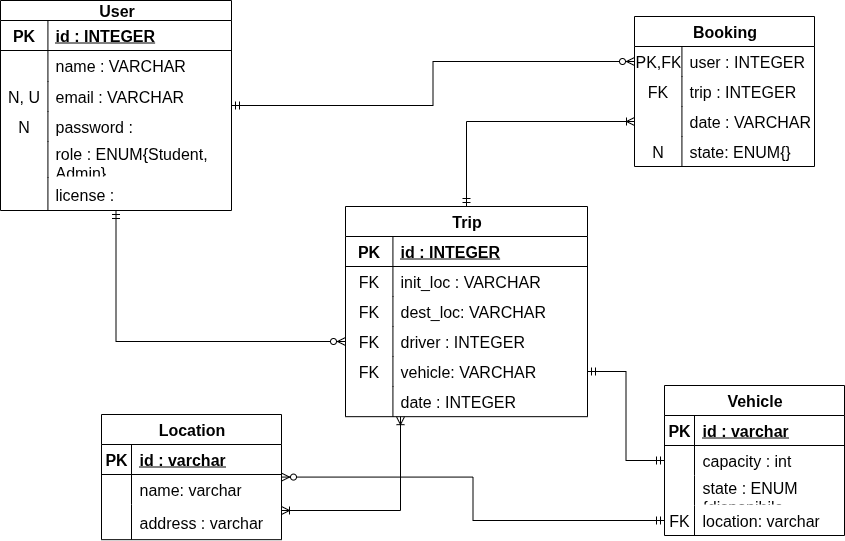 User
PK id : INTEGER
name : VARCHAR
N, U email : VARCHAR
N password :
role : ENUM{Student,
Admin}
license :
Booking
PK,FK user : INTEGER
FK trip : INTEGER
date : VARCHAR
N state: ENUM{}
Trip
PK id : INTEGER
FK init_loc : VARCHAR
FK dest_loc: VARCHAR
FK driver : INTEGER
FK vehicle: VARCHAR
date : INTEGER
Vehicle
PK id : varchar
capacity : int
state : ENUM
FK location: varchar
Location
PK id : varchar
name: varchar
address : varchar